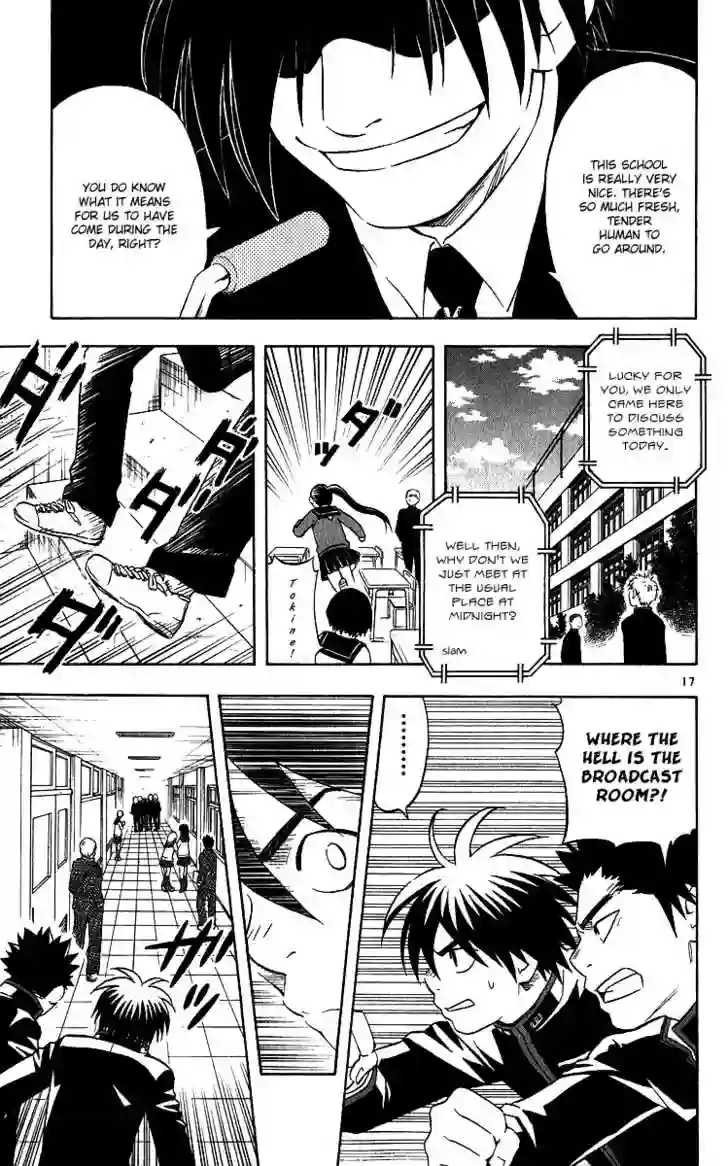 THIS SCHOOL
IS REALLY VERY
NICE. THERE'S
SO MUCH FRESH,
TENDER
HUMAN TO
GO AROUND.
YOU DO KNOW
WHAT IT MEANS
FOR US TO HAVE
COME DURING THE
DAY, RIGHT?
LUCKY FOR
YOU, WE ONLY
CAME HERE
TO DISCUSS
SOMETHING
TODAY.
WELL THEN,
WHY DON'T WE
JUST MEET AT
THE USUAL
PLACE AT
MIDNIGHT?
slam
Tokine!
ダッ
ダダダダ
17
WHERE THE
HELL IS THE
BROADCAST
ROOM?!
........